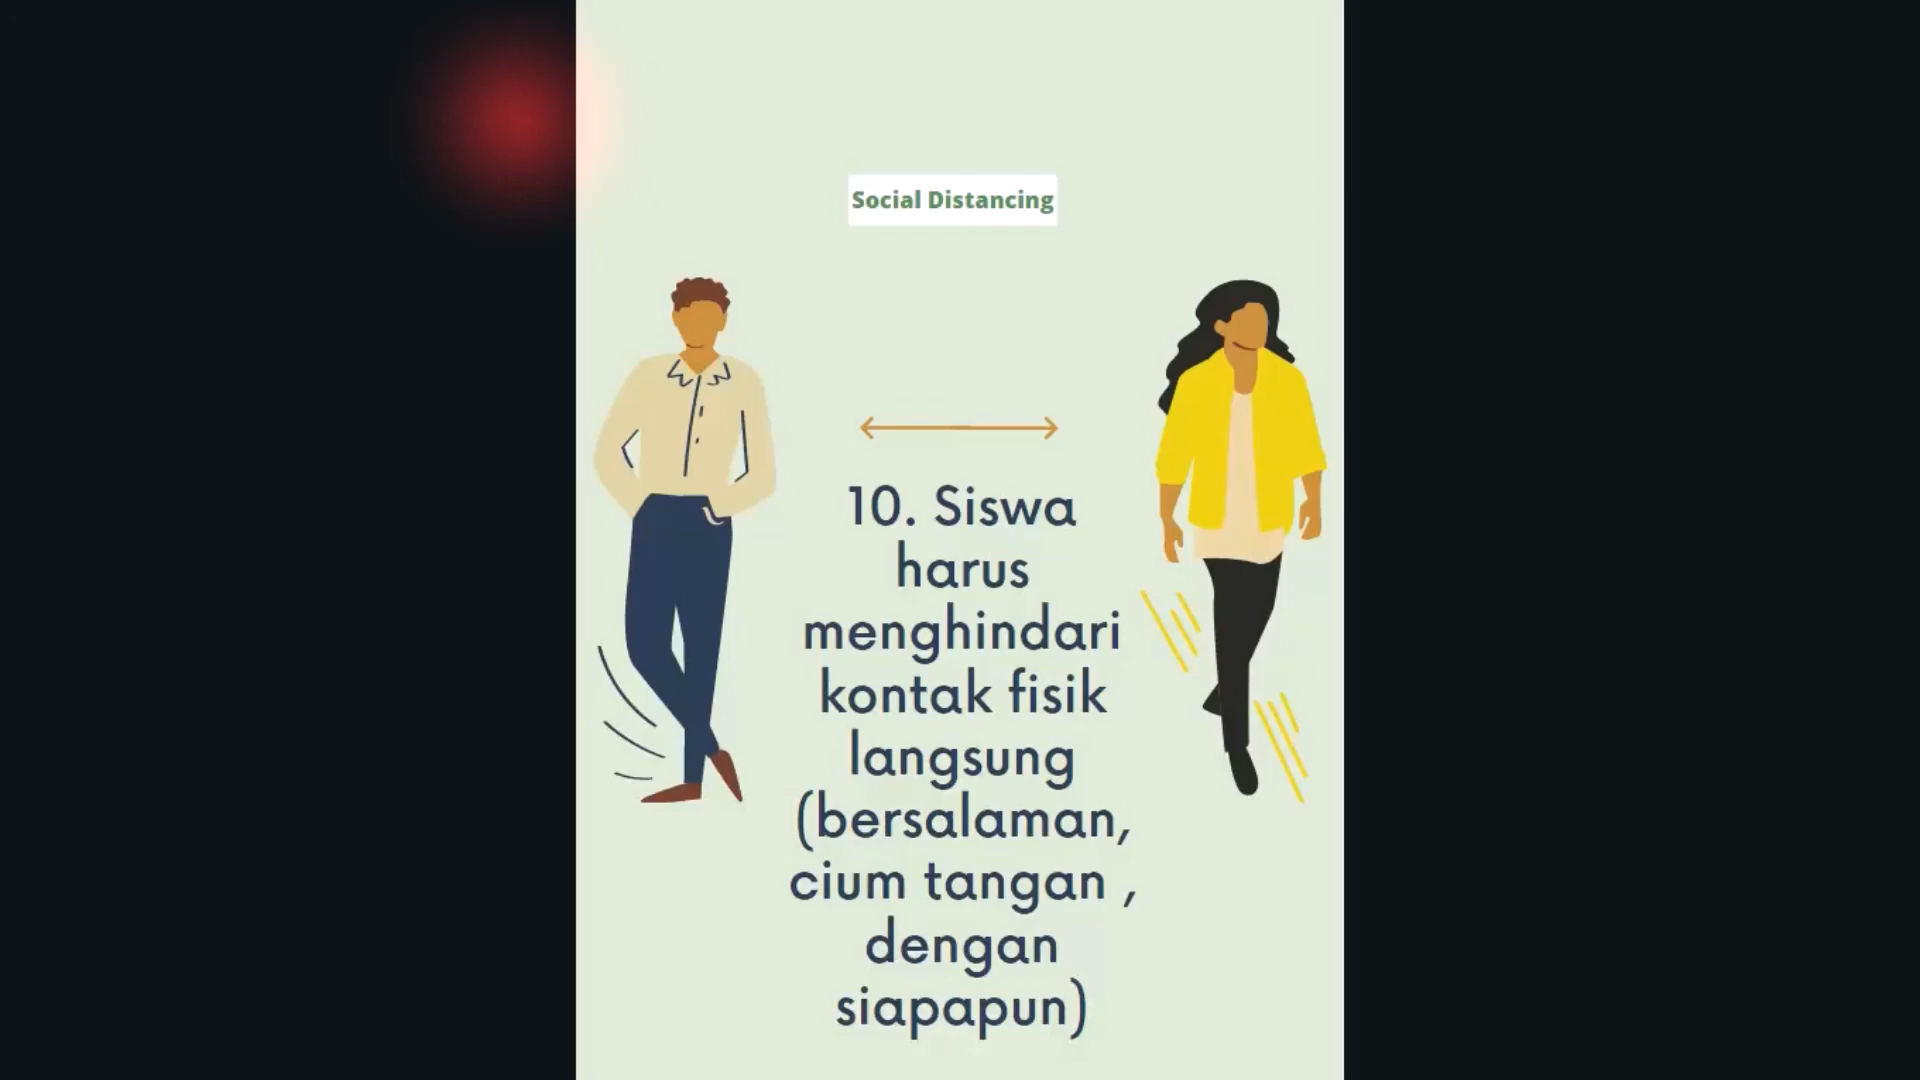 Social Distancing
10. Siswa
harus
menghindari
kontak fisik
langsung
(bersalaman,
cium tangan ,
dengan
siapapun)